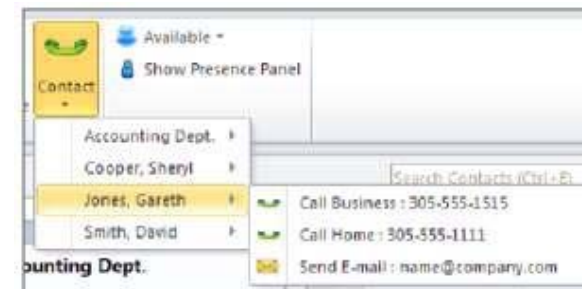 Available
Show Presence Panel
Contact
Accounting Dept.
Cooper, Sheryl
Search Contacts (Ctrl+E)
Jones, Gareth
Call Business : 305-555-1515
Smith, David
Call Home : 305-555-1111
ounting Dept.
Send E-mail : name@company.com